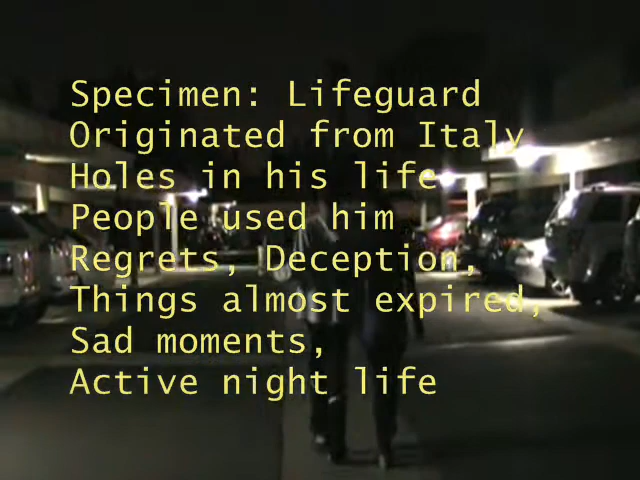 Specimen: Lifeguard
Originated from Italy
Holes in his life
People used him
Regrets, Deception,
Things almost expired,
Sad moments,
Active night life